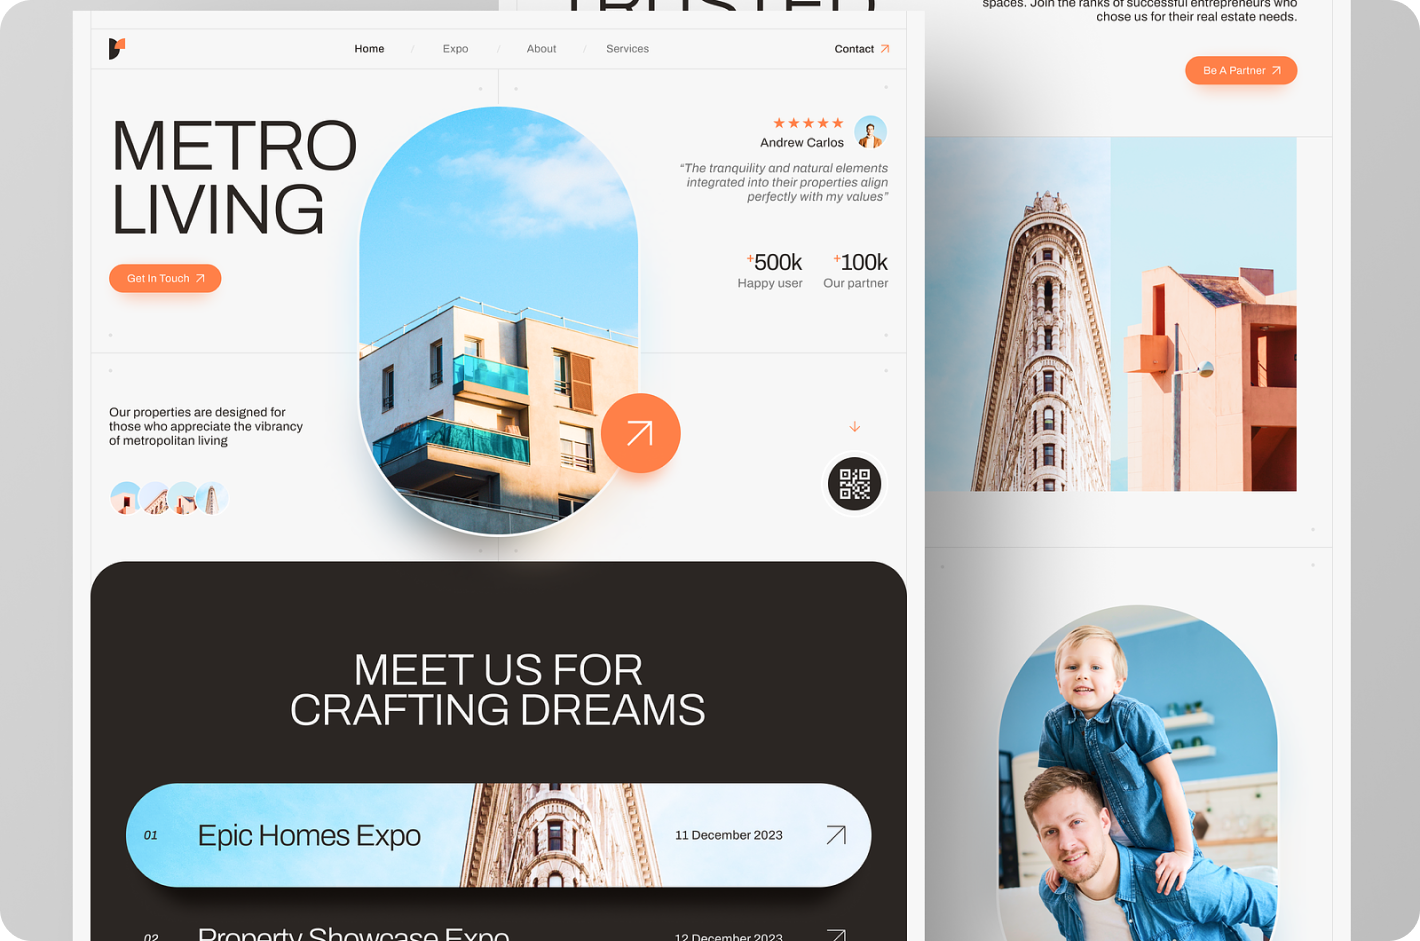 TRUSTED
spaces. Join the ranks of successful entrepreneurs who
chose us for their real estate needs.
Be A Partner
Home / Expo / About / Services
Contact
METRO
LIVING
Get In Touch
Andrew Carlos
“The tranquility and natural elements
integrated into their properties align
perfectly with my values”
+500k
Happy user
+100k
Our partner
Our properties are designed for
those who appreciate the vibrancy
of metropolitan living
MEET US FOR
CRAFTING DREAMS
01 Epic Homes Expo 11 December 2023
02 Property Showcase Expo 12 December 2023